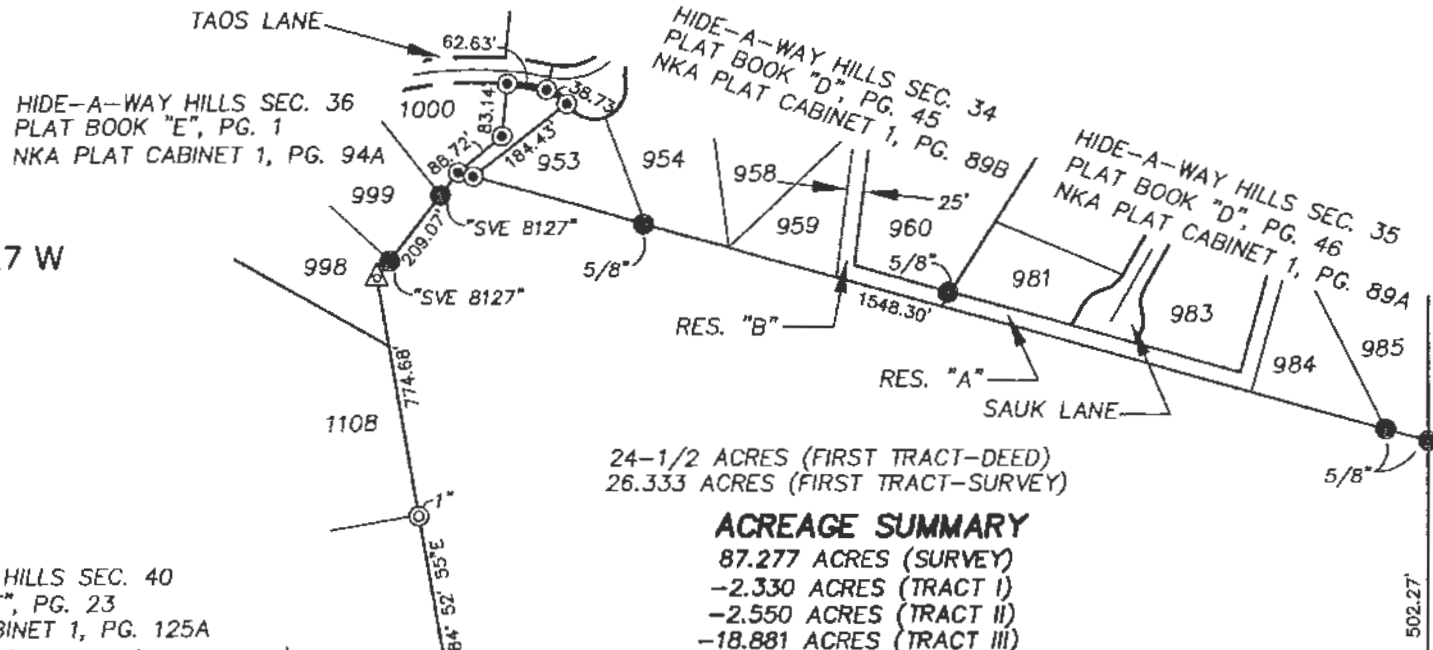 TAOS LANE
62.63'
38.73
HIDE-A-WAY HILLS SEC. 36
PLAT BOOK "E", PG. 1
NKA PLAT CABINET 1, PG. 94A
1000
83.14'
86.72'
184.43'
953
954
HIDE-A-WAY HILLS SEC. 34
PLAT BOOK "D", PG. 45
NKA PLAT CABINET 1, PG. 89B
HIDE-A-WAY HILLS SEC. 35
PLAT BOOK "D", PG. 46
NKA PLAT CABINET 1, PG. 89A
958
959
25'
960
999
"SVE 8127"
209.07'
7 W
998
"SVE 8127"
5/8"
5/8"
981
983
984
985
1548.30'
RES. "B"
RES. "A"
SAUK LANE
774.68'
1108
1"
5/8"
24-1/2 ACRES (FIRST TRACT-DEED)
26.333 ACRES (FIRST TRACT-SURVEY)
ACREAGE SUMMARY
87.277 ACRES (SURVEY)
-2.330 ACRES (TRACT I)
-2.550 ACRES (TRACT II)
-18.881 ACRES (TRACT III)
HILLS SEC. 40
", PG. 23
BINET 1, PG. 125A
84' 52' 55"E
502.27'